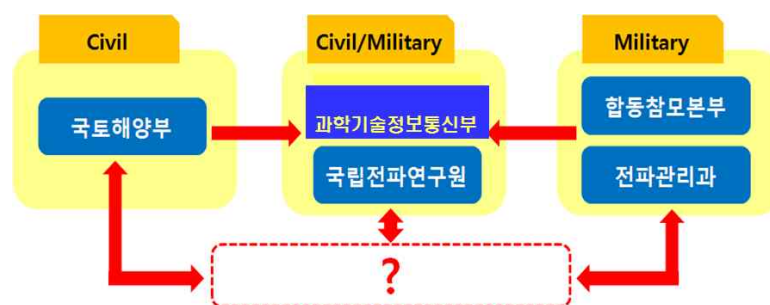 Civil
Civil/Military
Military
국토해양부
과학기술정보통신부
국립전파연구원
합동참모본부
전파관리과
?